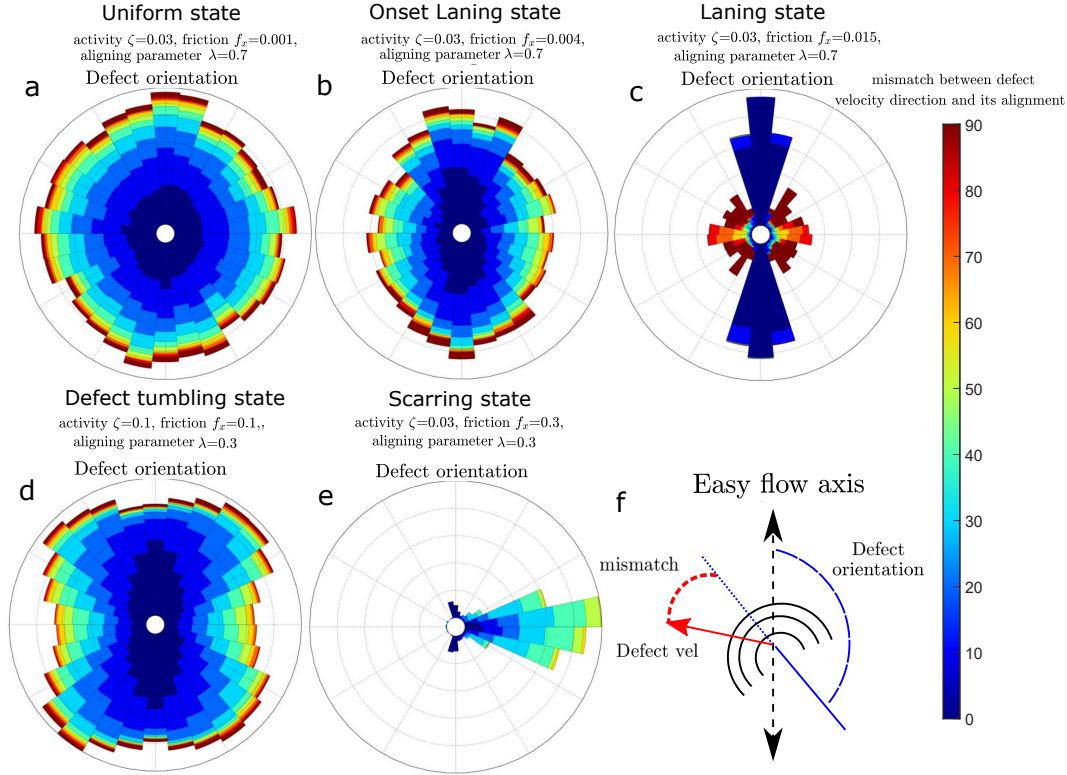 Uniform state
activity ζ=0.03, friction fₓ=0.001,
aligning parameter λ=0.7
Defect orientation
a
Onset Laning state
activity ζ=0.03, friction fₓ=0.004,
aligning parameter λ=0.7
Defect orientation
b
Laning state
activity ζ=0.03, friction fₓ=0.015,
aligning parameter λ=0.7
Defect orientation
c
mismatch between defect
velocity direction and its alignment
90
80
70
60
50
40
30
20
10
0
Defect tumbling state
activity ζ=0.1, friction fₓ=0.1,,
aligning parameter λ=0.3
Defect orientation
d
Scarring state
activity ζ=0.03, friction fₓ=0.3,
aligning parameter λ=0.3
Defect orientation
e
f
Easy flow axis
mismatch
Defect
orientation
Defect vel